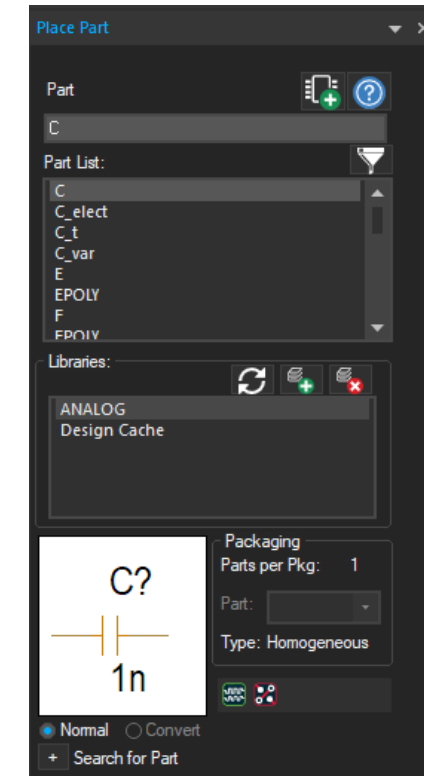 Place Part
Part
C
Part List:
C
C_elect
C_t
C_var
E
EPOLY
F
FPOLY
Libraries:
ANALOG
Design Cache
C?
1n
Packaging
Parts per Pkg: 1
Part:
Type: Homogeneous
Normal Convert
+ Search for Part